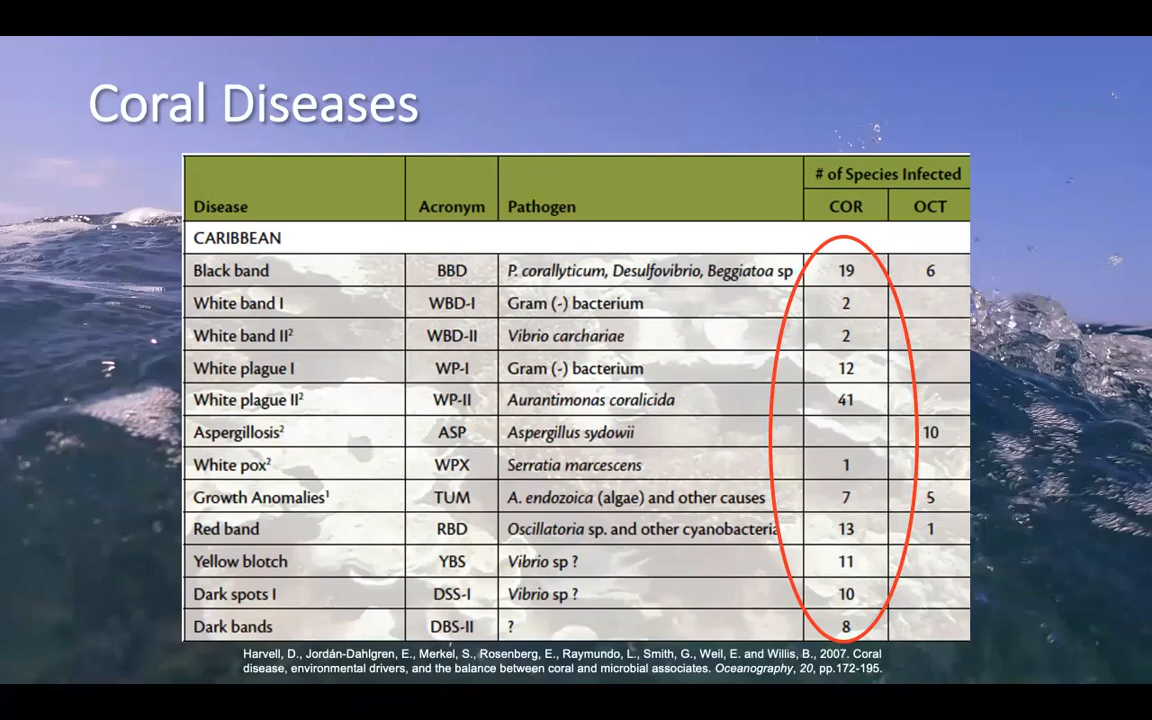 Coral Diseases
# of Species Infected
Disease Acronym Pathogen COR OCT
CARIBBEAN
Black band BBD P. corallyticum, Desulfovibrio, Beggiatoa sp 19 6
White band I WBD-I Gram (-) bacterium 2
White band II² WBD-II Vibrio carchariae 2
White plague I WP-I Gram (-) bacterium 12
White plague II² WP-II Aurantimonas coralicida 41
Aspergillosis² ASP Aspergillus sydowii 10
White pox² WPX Serratia marcescens 1
Growth Anomalies¹ TUM A. endozoica (algae) and other causes 7 5
Red band RBD Oscillatoria sp. and other cyanobacteria 13 1
Yellow blotch YBS Vibrio sp ? 11
Dark spots I DSS-I Vibrio sp ? 10
Dark bands DBS-II ? 8
Harvell, D., Jordán-Dahlgren, E., Merkel, S., Rosenberg, E., Raymundo, L., Smith, G., Weil, E. and Willis, B., 2007. Coral
disease, environmental drivers, and the balance between coral and microbial associates. Oceanography, 20, pp.172-195.